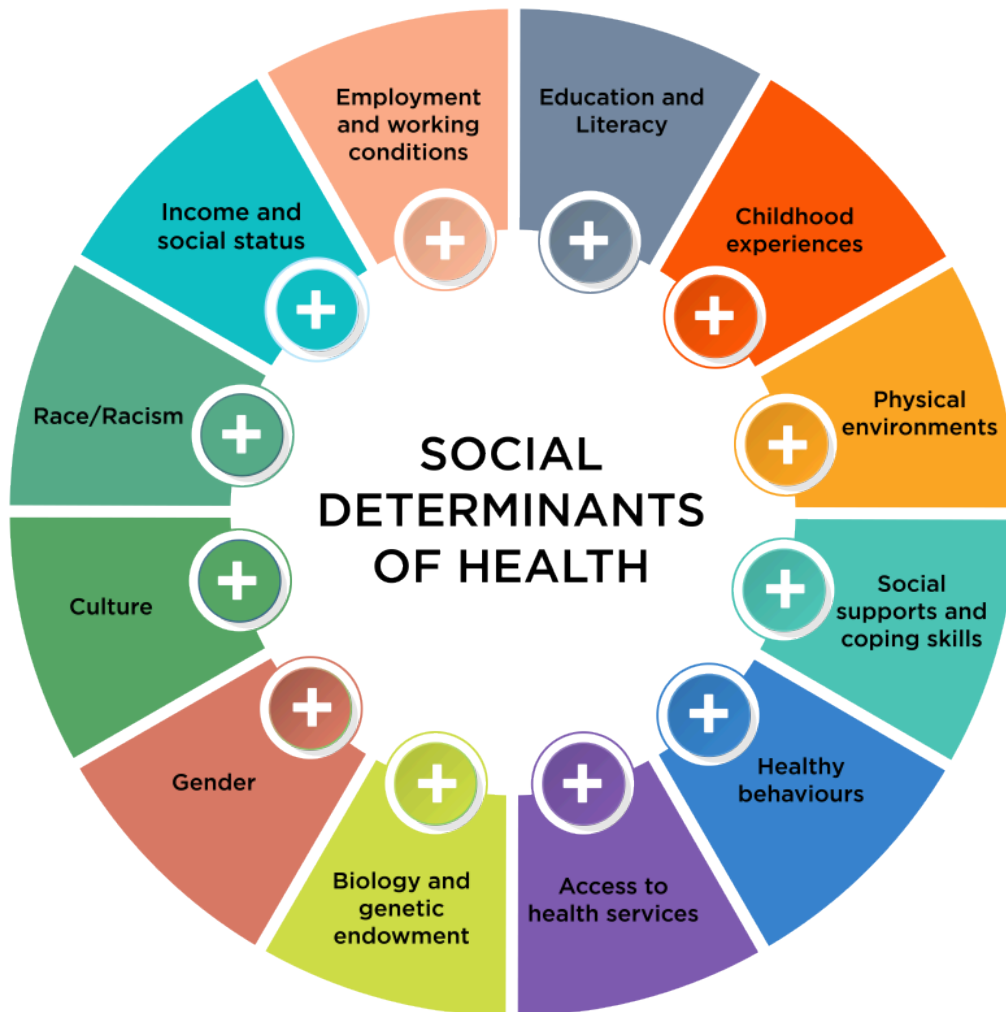 Employment
and working
conditions
Education and
Literacy
Childhood
experiences
Physical
environments
Social
supports and
coping skills
Healthy
behaviours
Access to
health services
Biology and
genetic
endowment
Gender
Culture
Race/Racism
Income and
social status
SOCIAL
DETERMINANTS
OF HEALTH